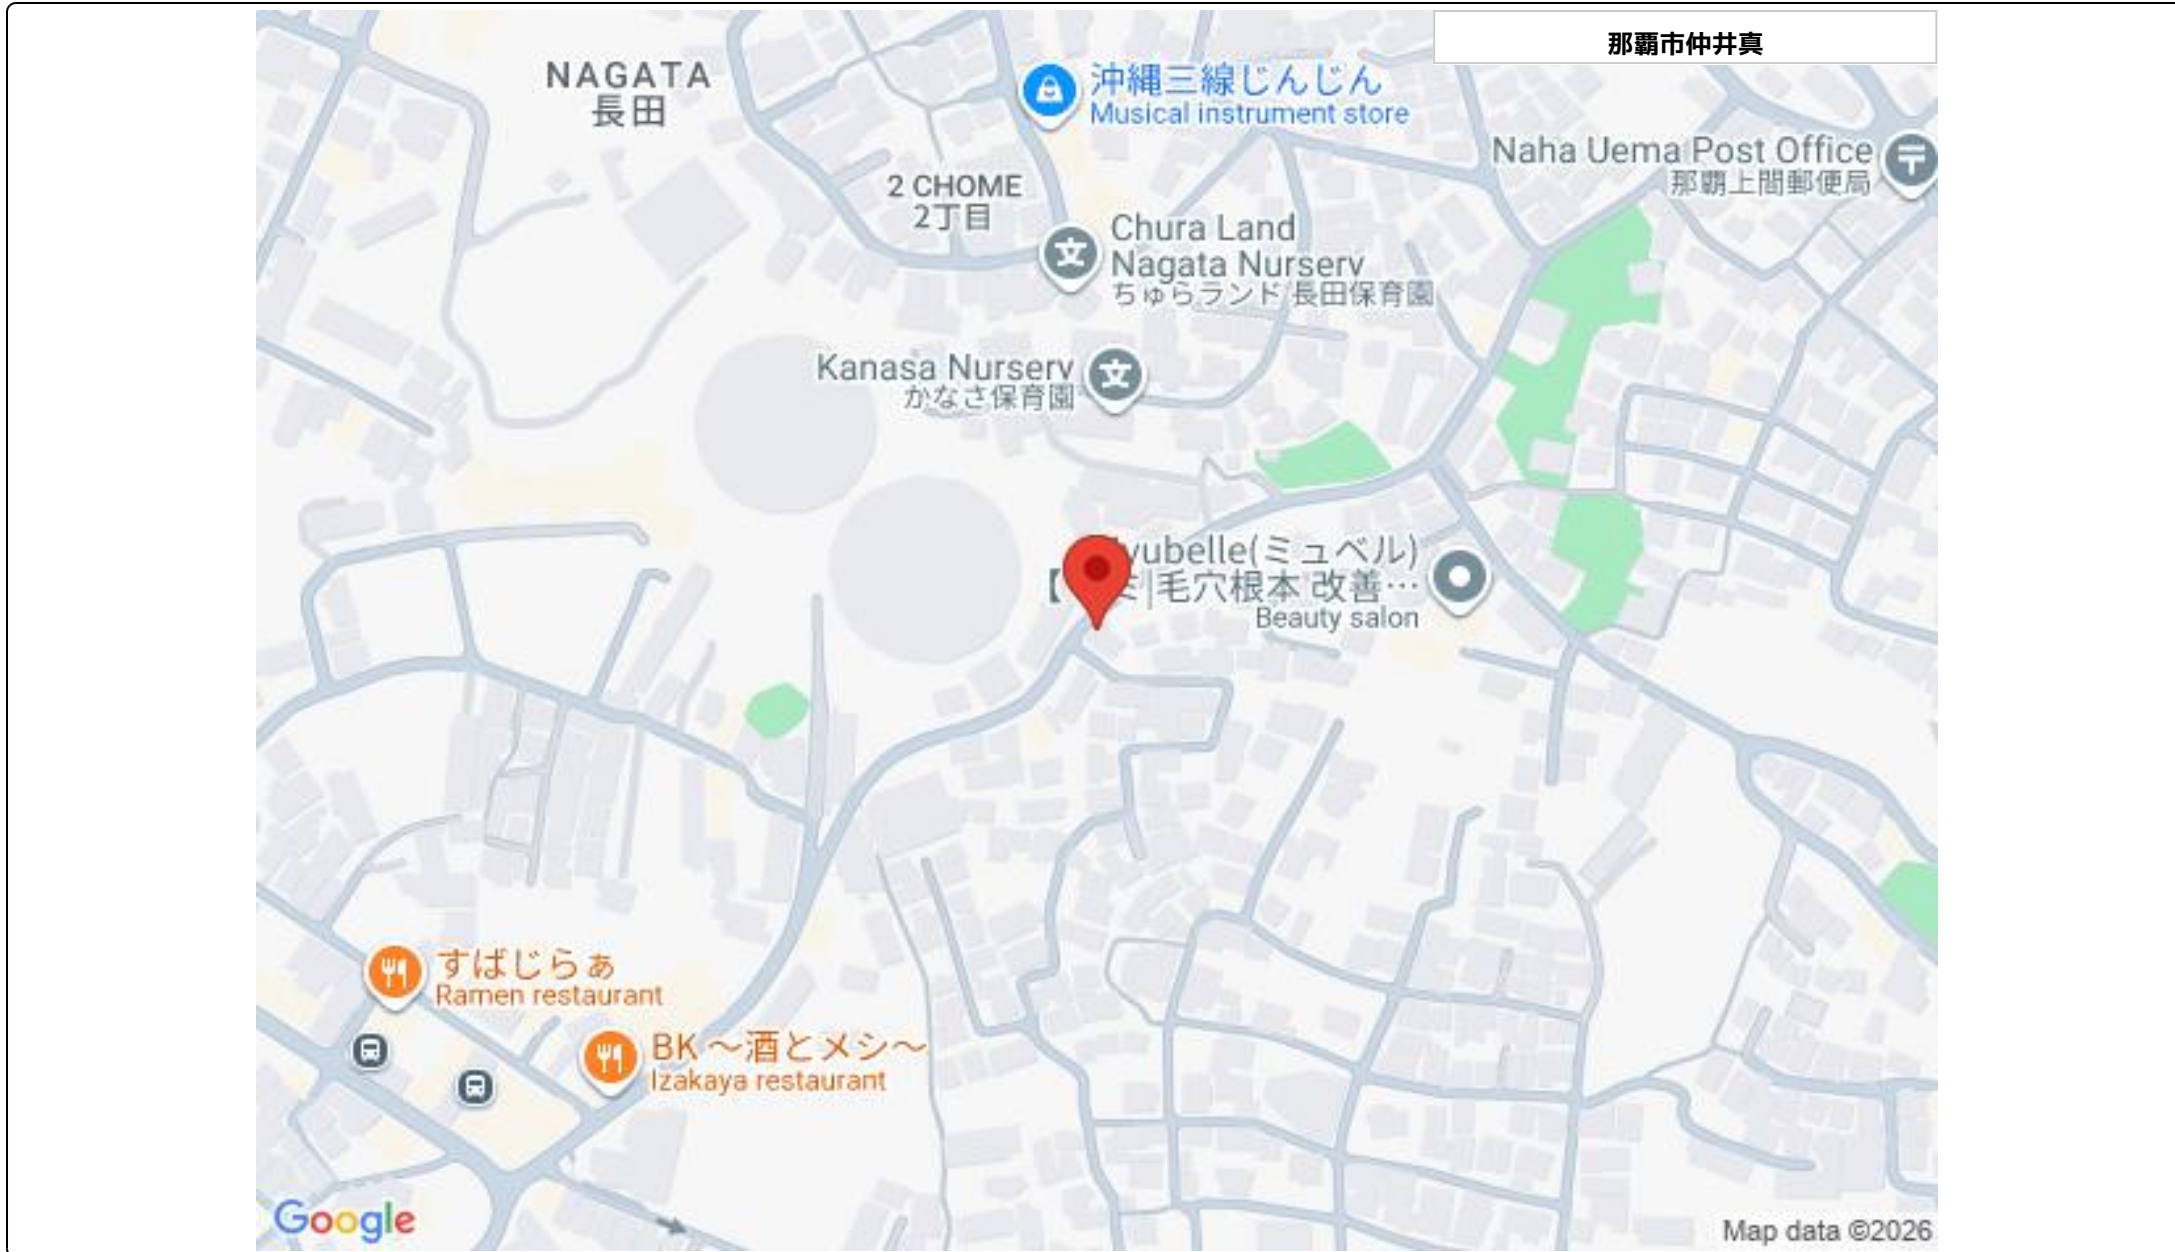 那覇市仲井真
NAGATA
長田
沖縄三線じんじん
Musical instrument store
Naha Uema Post Office
那覇上間郵便局
2 CHOME
2丁目
Chura Land
Nagata Nursery
ちゅらランド 長田保育園
Kanasa Nursery
かなさ保育園
yubelle(ミュベル)
ミ|毛穴根本 改善…
Beauty salon
すばじらぁ
Ramen restaurant
BK ～酒とメシ～
Izakaya restaurant
Google
Map data ©2026